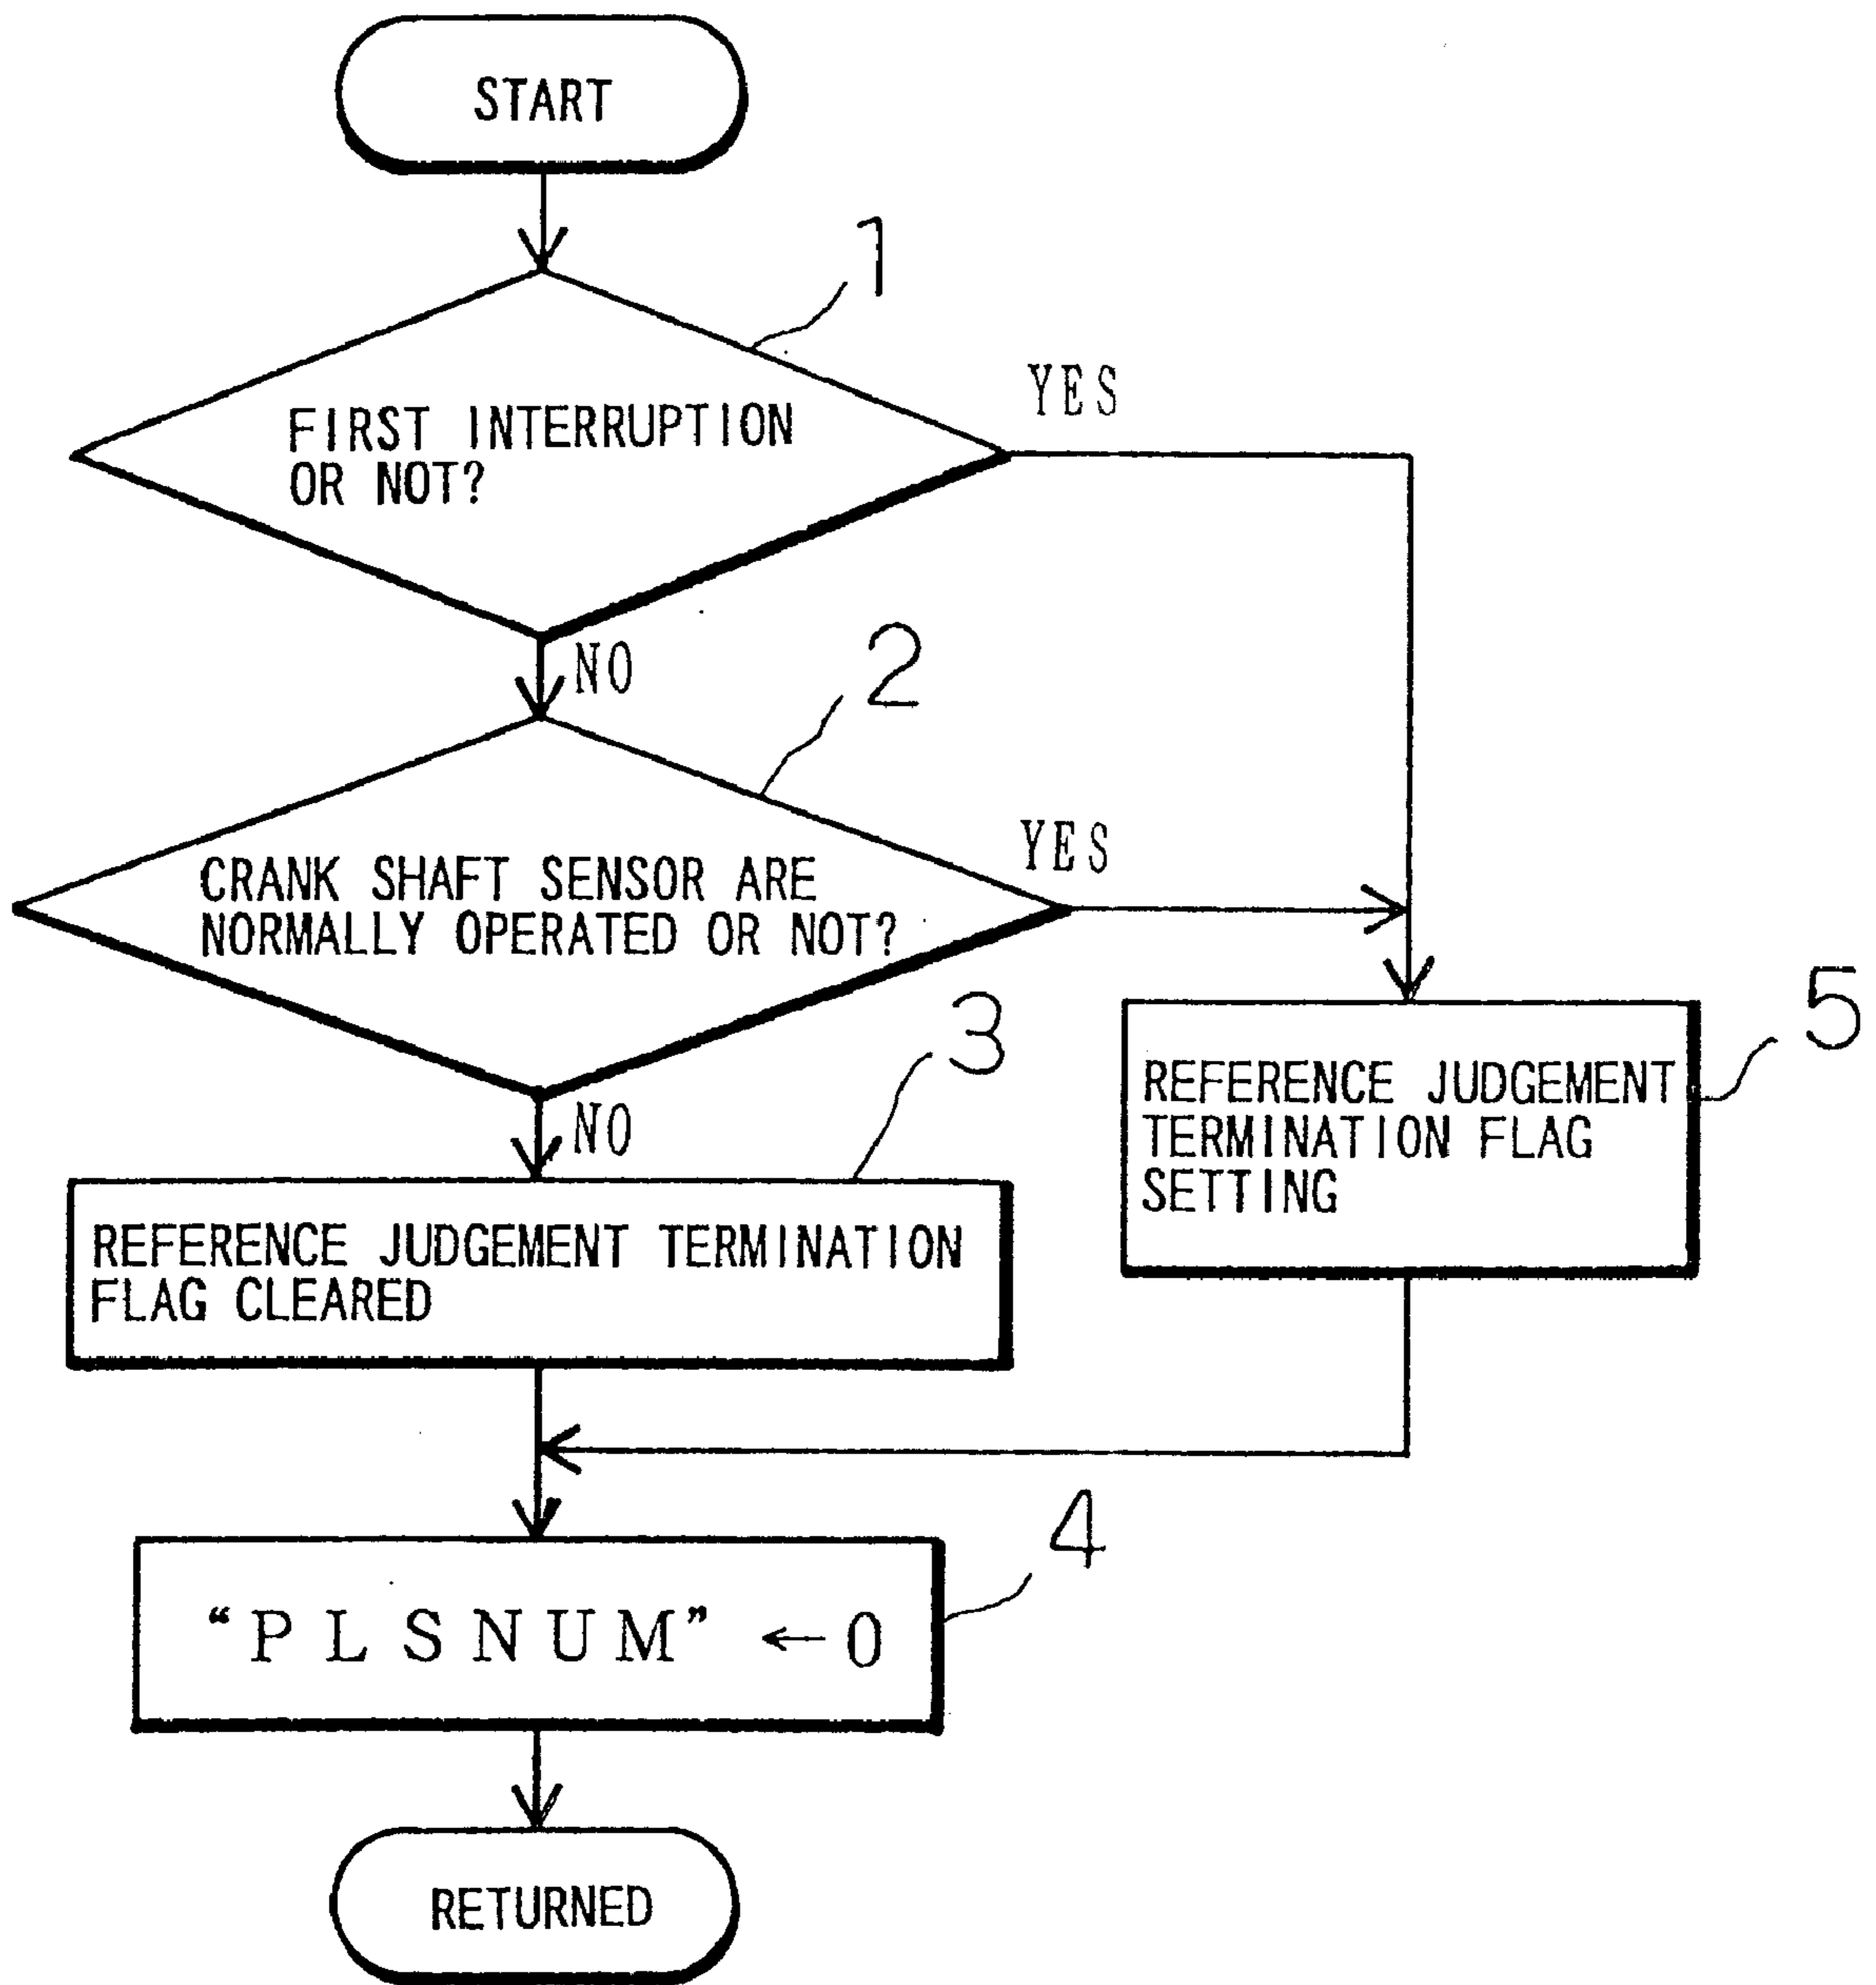 START
1
YES
FIRST INTERRUPTION
OR NOT?
NO
2
YES
CRANK SHAFT SENSOR ARE
NORMALLY OPERATED OR NOT?
NO
3
5
REFERENCE JUDGEMENT
TERMINATION FLAG
SETTING
REFERENCE JUDGEMENT TERMINATION
FLAG CLEARED
4
“PLSNUM” ← 0
RETURNED